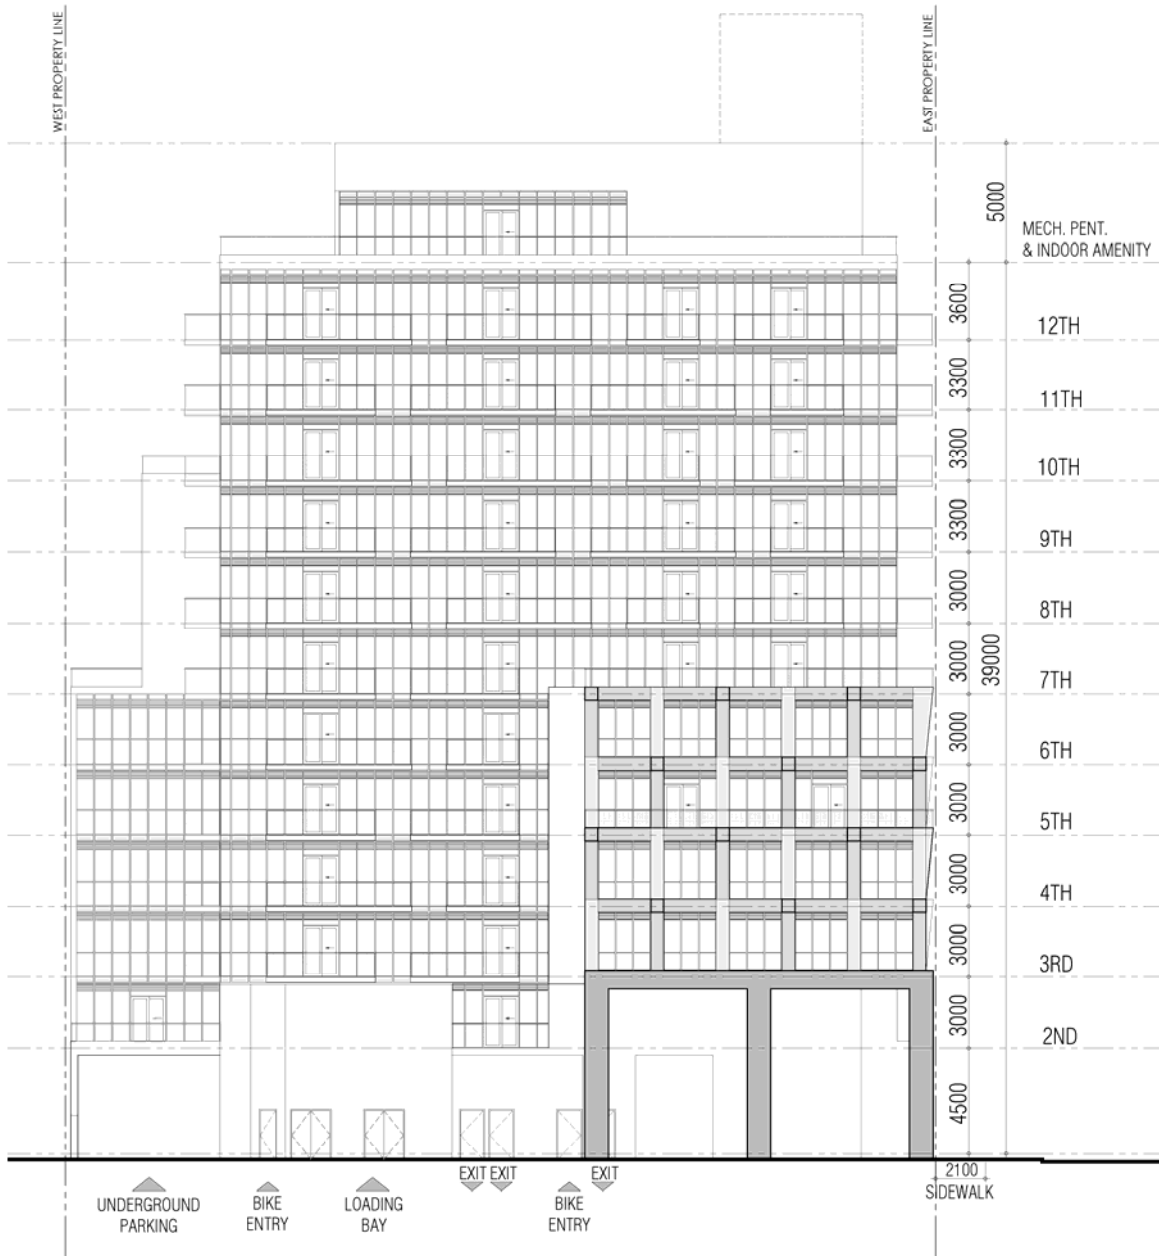 WEST PROPERTY LINE
EAST PROPERTY LINE
5000
MECH. PENT.
& INDOOR AMENITY
3600
12TH
3300
11TH
3300
10TH
3300
9TH
3000
8TH
3000
39000
7TH
3000
6TH
3000
5TH
3000
4TH
3000
3RD
3000
2ND
4500
2100
SIDEWALK
UNDERGROUND
PARKING
BIKE
ENTRY
LOADING
BAY
EXIT EXIT
BIKE
ENTRY
EXIT